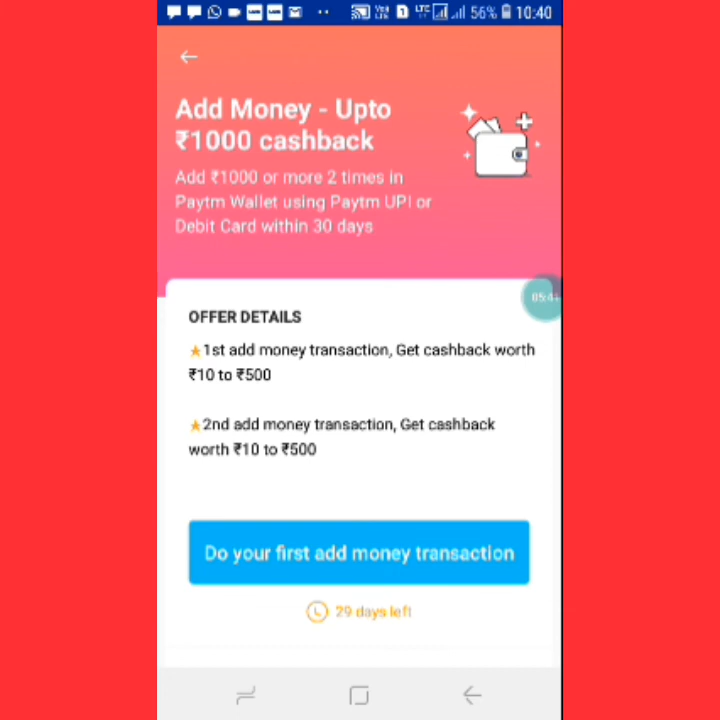 56% 10:40
Add Money - Upto
₹1000 cashback
Add ₹1000 or more 2 times in
Paytm Wallet using Paytm UPI or
Debit Card within 30 days
OFFER DETAILS
1st add money transaction, Get cashback worth
₹10 to ₹500
2nd add money transaction, Get cashback
worth ₹10 to ₹500
Do your first add money transaction
29 days left